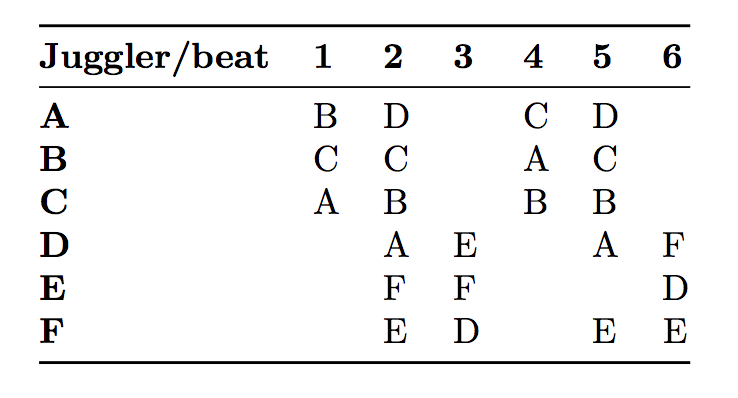 Juggler/beat 1 2 3 4 5 6
A B D C D
B C C A C
C A B B B
D A E A F
E F F D
F E D E E